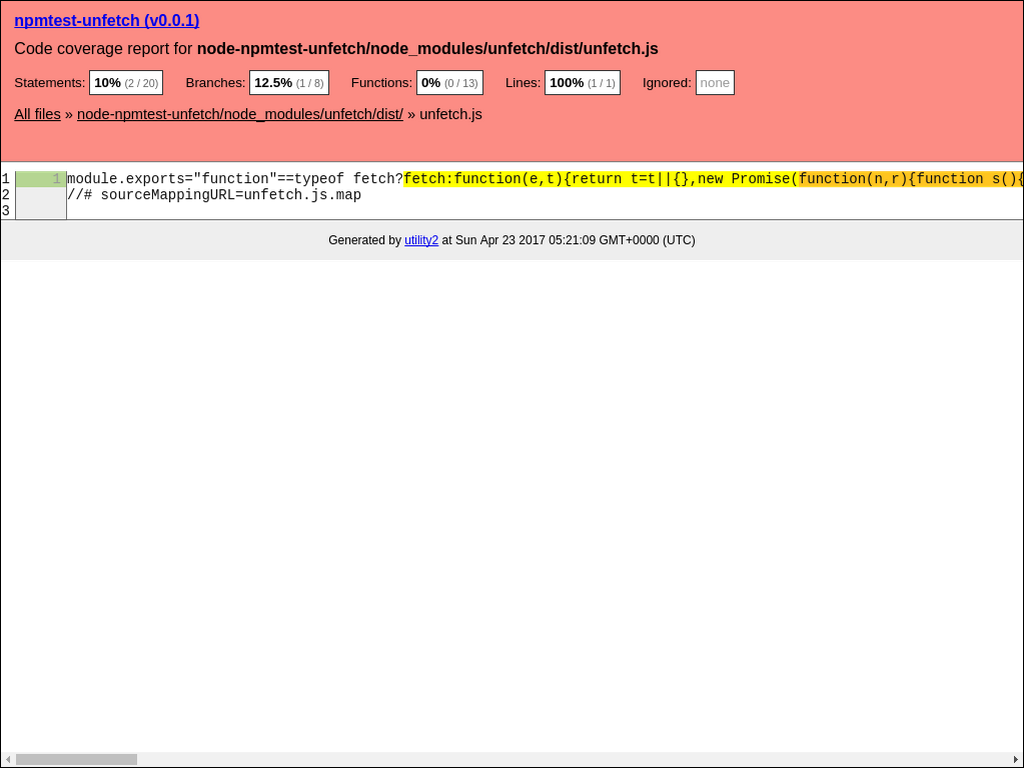 npmtest-unfetch (v0.0.1)
Code coverage report for node-npmtest-unfetch/node_modules/unfetch/dist/unfetch.js
Statements: 10% (2 / 20) Branches: 12.5% (1 / 8) Functions: 0% (0 / 13) Lines: 100% (1 / 1) Ignored: none
All files » node-npmtest-unfetch/node_modules/unfetch/dist/ » unfetch.js
1 1 module.exports="function"==typeof fetch?fetch:function(e,t){return t=t||{},new Promise(function(n,r){function s(){
2 //# sourceMappingURL=unfetch.js.map
3
Generated by utility2 at Sun Apr 23 2017 05:21:09 GMT+0000 (UTC)